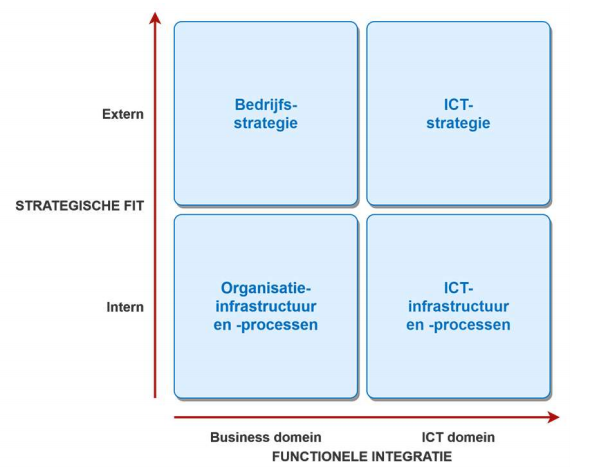 Bedrijfs-
strategie
ICT-
strategie
Extern
STRATEGISCHE FIT
Organisatie-
infrastructuur
en -processen
ICT-
infrastructuur
en -processen
Intern
Business domein
ICT domein
FUNCTIONELE INTEGRATIE